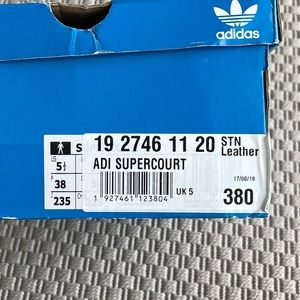 adidas
S
19 2746 11 20 STN
Leather
ADI SUPERCOURT
US
5½
F
38
235
17/06/19
UK 5
380
1 927461 123804